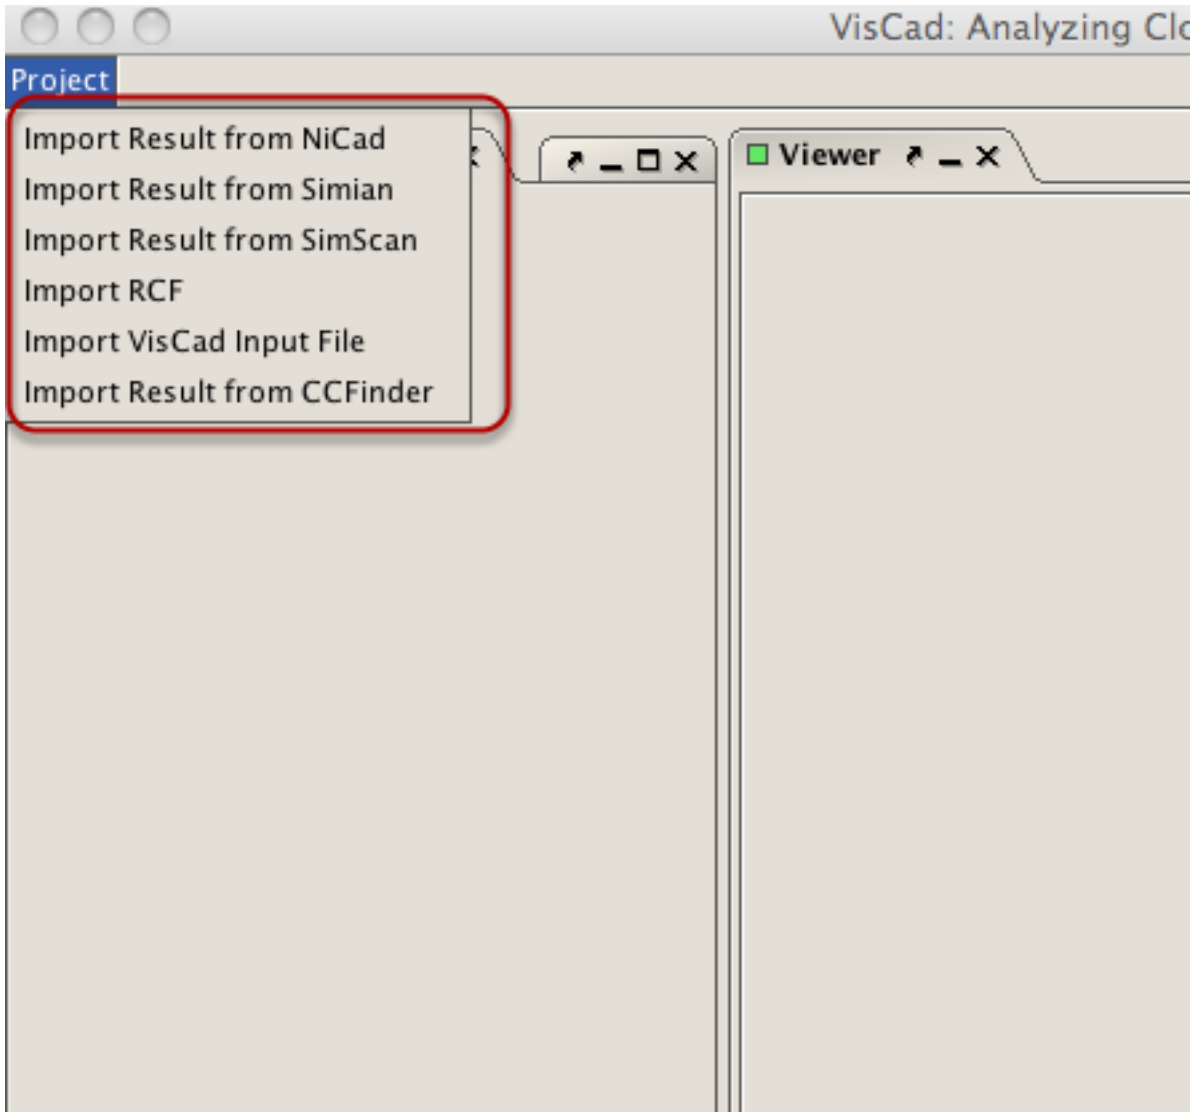 VisCad: Analyzing Clo
Project
Import Result from NiCad
Import Result from Simian
Import Result from SimScan
Import RCF
Import VisCad Input File
Import Result from CCFinder
Viewer